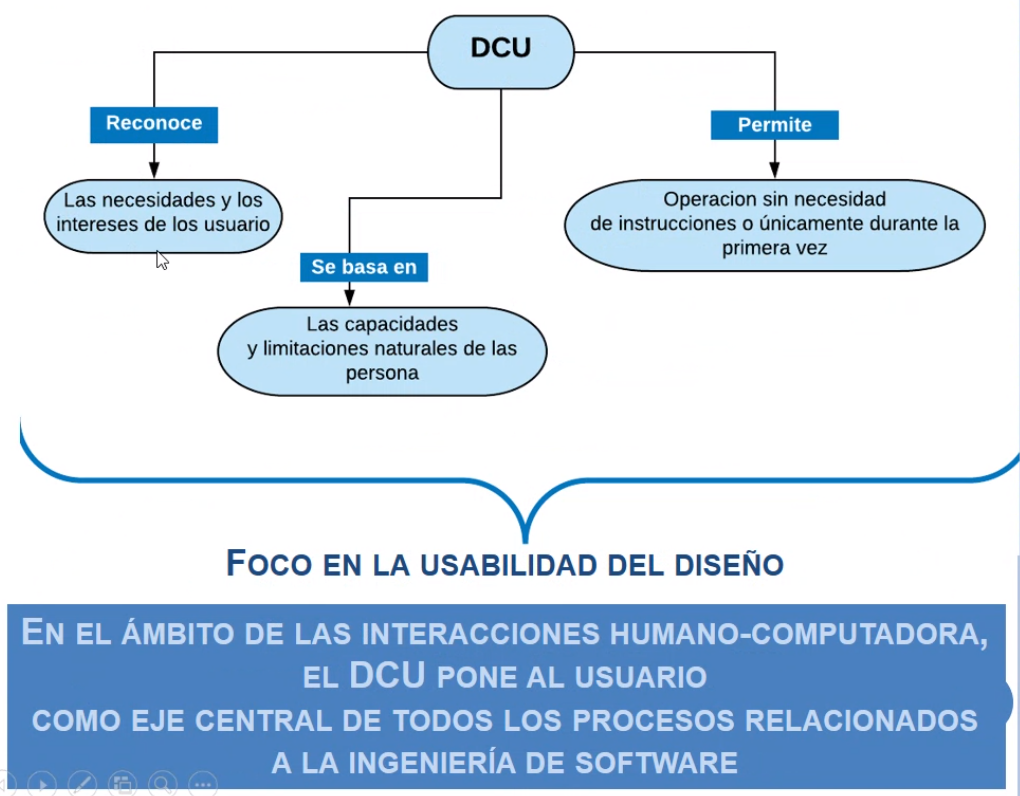 DCU
Reconoce
Las necesidades y los
intereses de los usuario
Se basa en
Las capacidades
y limitaciones naturales de las
persona
Permite
Operacion sin necesidad
de instrucciones o únicamente durante la
primera vez
FOCO EN LA USABILIDAD DEL DISEÑO
EN EL ÁMBITO DE LAS INTERACCIONES HUMANO-COMPUTADORA,
EL DCU PONE AL USUARIO
COMO EJE CENTRAL DE TODOS LOS PROCESOS RELACIONADOS
A LA INGENIERÍA DE SOFTWARE